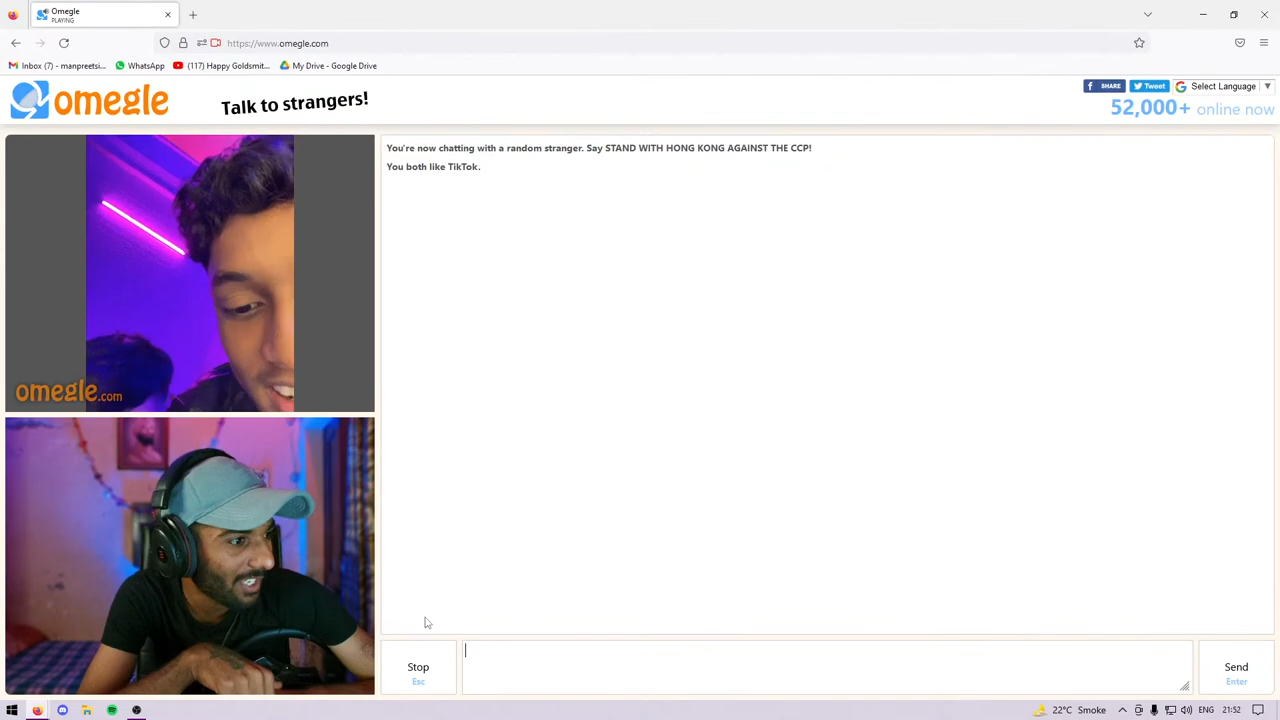 Omegle
PLAYING
https://www.omegle.com
Inbox (7) - manpreetsi...
WhatsApp
(117) Happy Goldsmit...
My Drive - Google Drive
omegle
Talk to strangers!
SHARE
Tweet
Select Language
52,000+ online now
You're now chatting with a random stranger. Say STAND WITH HONG KONG AGAINST THE CCP!
You both like TikTok.
omegle.com
Stop
Esc
Send
Enter
22°C Smoke
ENG
21:52